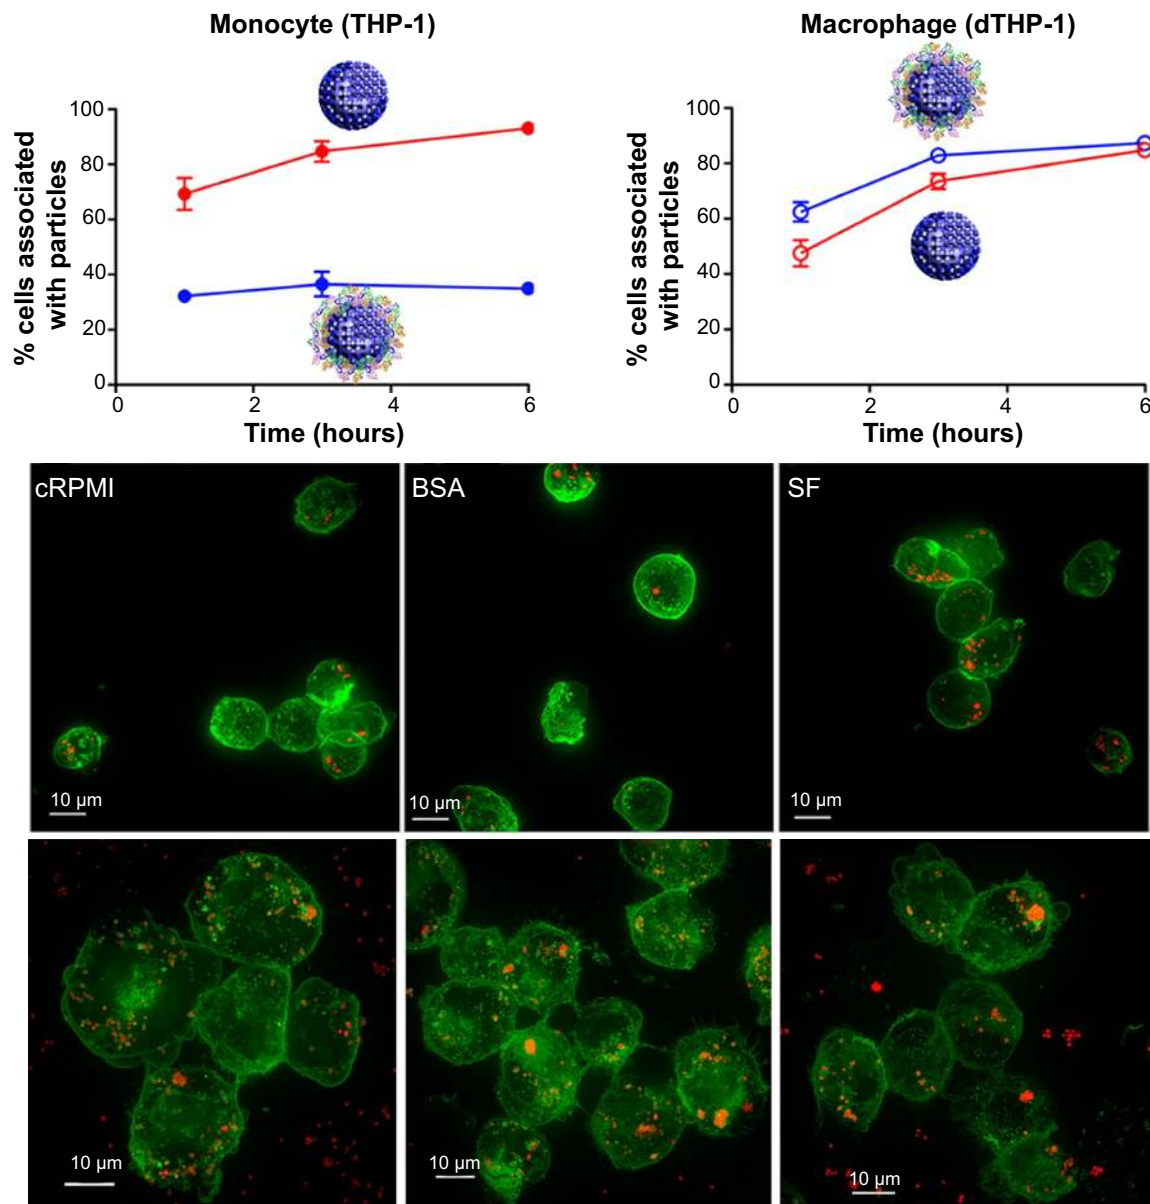 Monocyte (THP-1)
% cells associated
with particles
100
80
60
40
20
0
0 2 4 6
Time (hours)
Macrophage (dTHP-1)
% cells associated
with particles
100
80
60
40
20
0
0 2 4 6
Time (hours)
cRPMI
10 µm
BSA
10 µm
SF
10 µm
10 µm
10 µm
10 µm